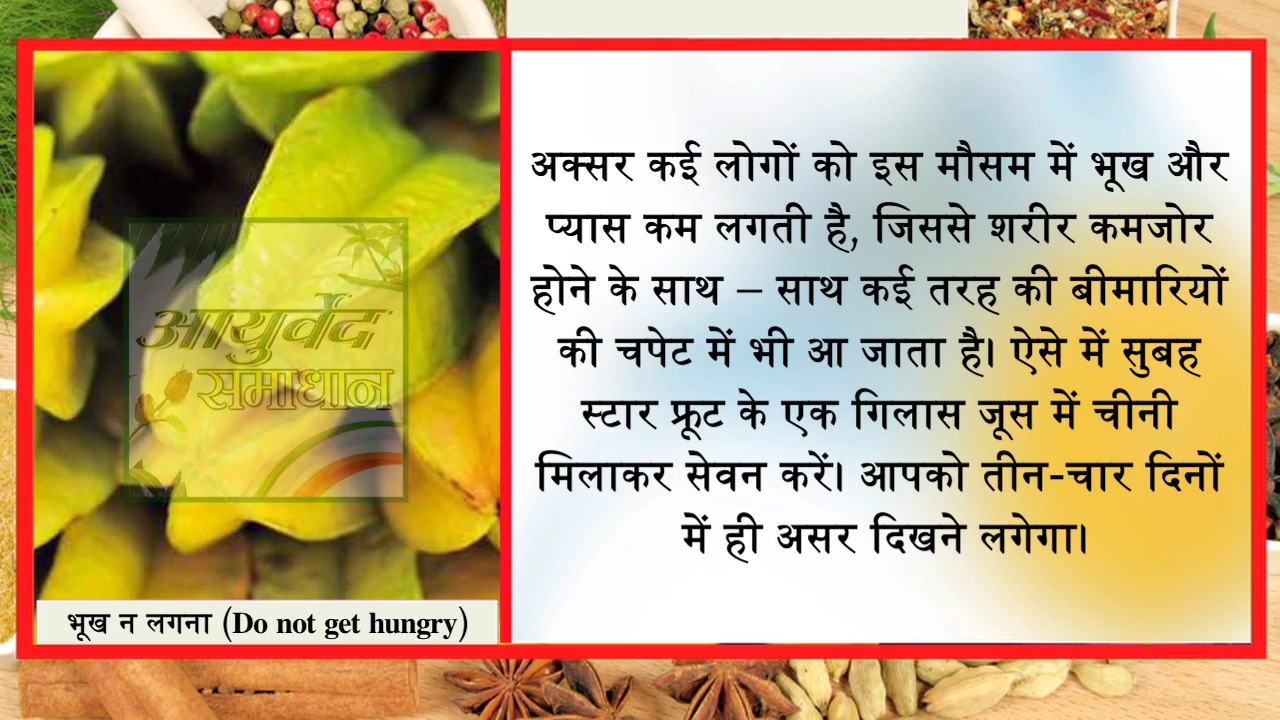 अक्सर कई लोगों को इस मौसम में भूख और
प्यास कम लगती है, जिससे शरीर कमजोर
होने के साथ – साथ कई तरह की बीमारियों
की चपेट में भी आ जाता है। ऐसे में सुबह
स्टार फ्रूट के एक गिलास जूस में चीनी
मिलाकर सेवन करें। आपको तीन-चार दिनों
में ही असर दिखने लगेगा।
आयुर्वेद
समाधान
भूख न लगना (Do not get hungry)